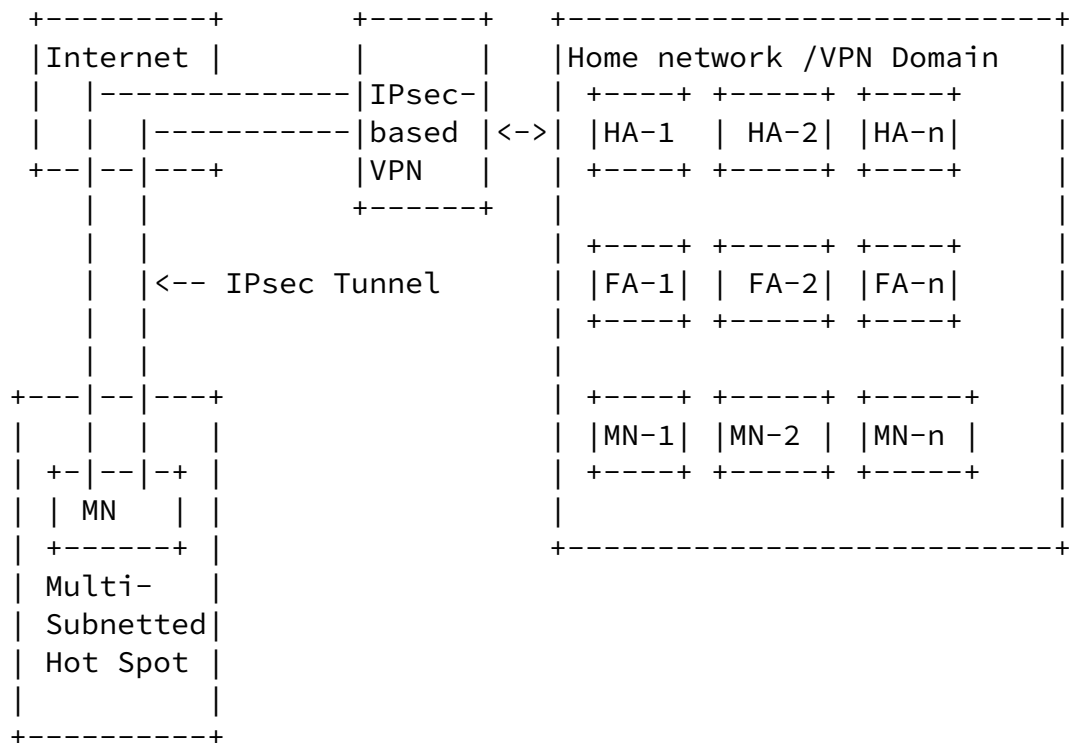 Internet
Home network /VPN Domain
IPsec-
based <->
HA-1 HA-2 HA-n
VPN
<-- IPsec Tunnel
FA-1 FA-2 FA-n
MN-1 MN-2 MN-n
MN
Multi-
Subnetted
Hot Spot